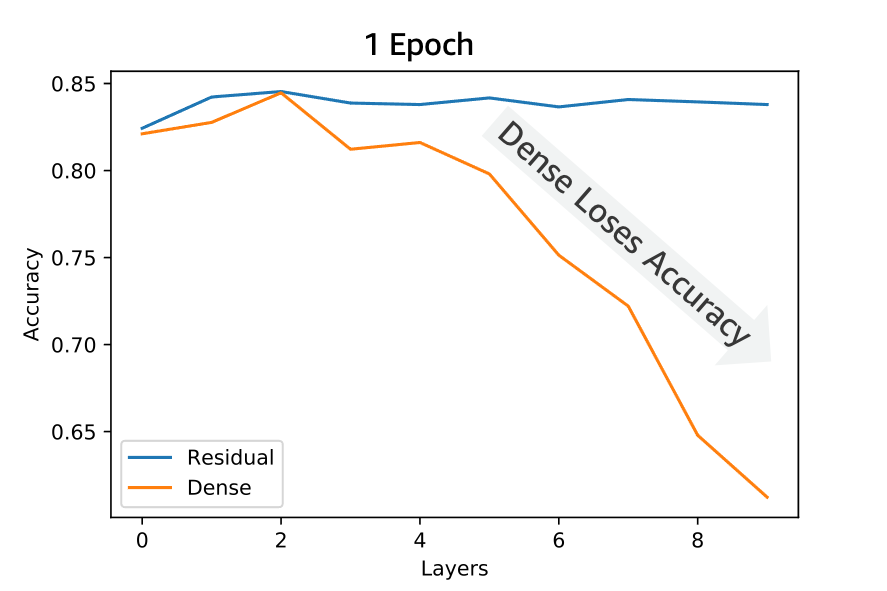 1 Epoch
0.85
0.80
0.75
0.70
0.65
Accuracy
Dense Loses Accuracy
Residual
Dense
0 2 4 6 8
Layers